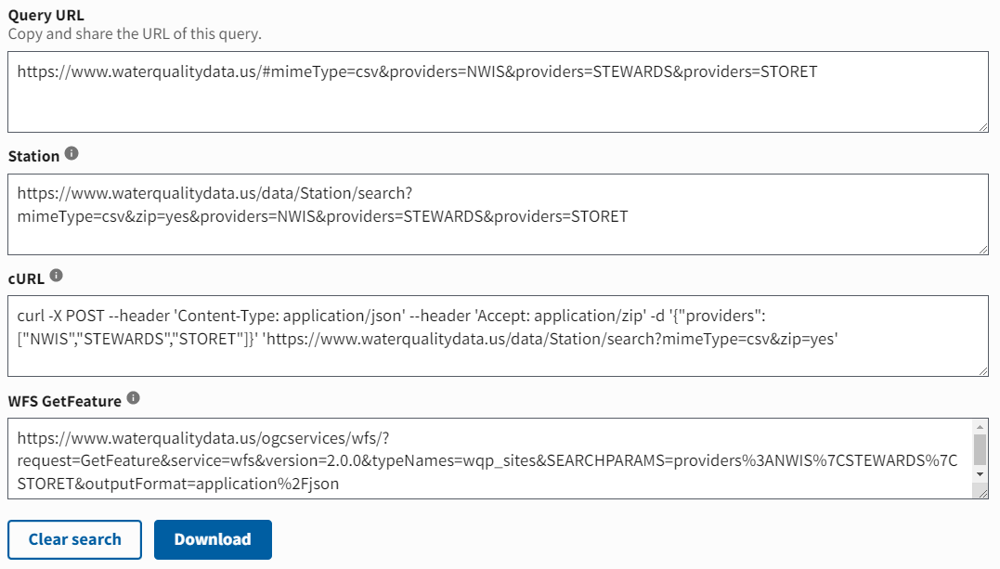 Query URL
Copy and share the URL of this query.
https://www.waterqualitydata.us/#mimeType=csv&providers=NWIS&providers=STEWARDS&providers=STORET
Station
https://www.waterqualitydata.us/data/Station/search?
mimeType=csv&zip=yes&providers=NWIS&providers=STEWARDS&providers=STORET
cURL
curl -X POST --header 'Content-Type: application/json' --header 'Accept: application/zip' -d '{"providers":
["NWIS","STEWARDS","STORET"]}' 'https://www.waterqualitydata.us/data/Station/search?mimeType=csv&zip=yes'
WFS GetFeature
https://www.waterqualitydata.us/ogcservices/wfs/?
request=GetFeature&service=wfs&version=2.0.0&typeNames=wqp_sites&SEARCHPARAMS=providers%3ANWIS%7CSTEWARDS%7C
STORET&outputFormat=application%2Fjson
Clear search Download